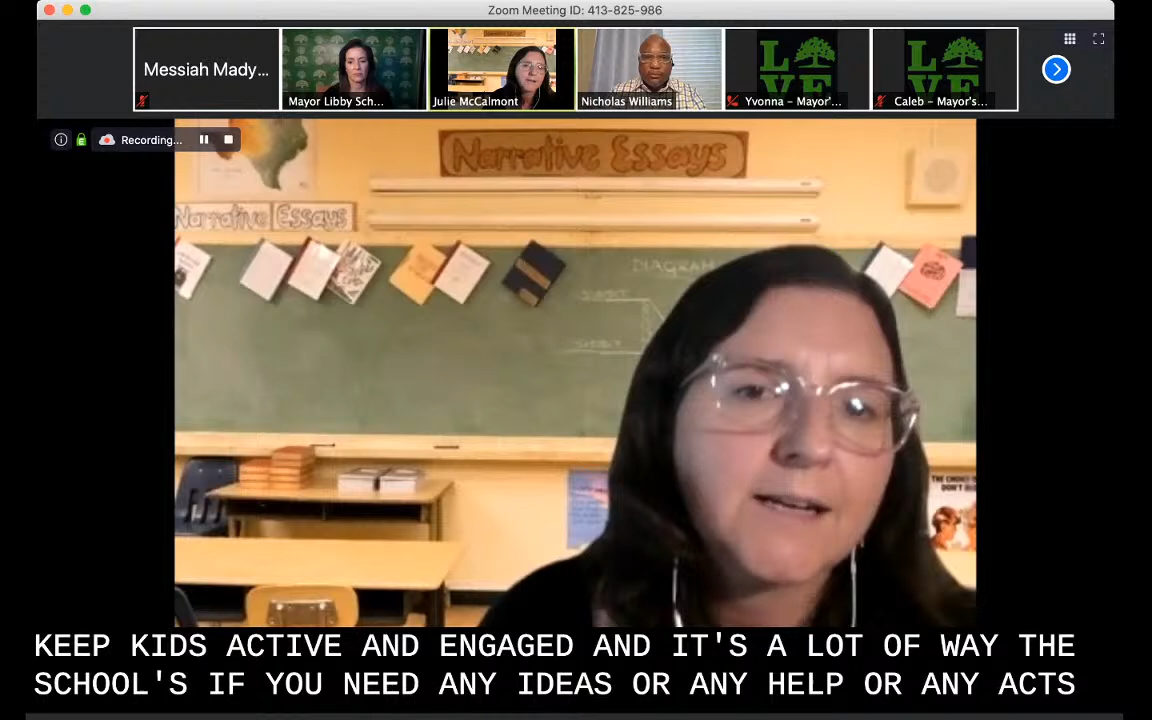 Zoom Meeting ID: 413-825-986
Messiah Mady...
Mayor Libby Sch...
Julie McCalmont
Nicholas Williams
LOVE
Yvonna – Mayor'...
LOVE
Caleb – Mayor's...
Recording...
Narrative Essays
Narrative Essays
DIAGRAM
KEEP KIDS ACTIVE AND ENGAGED AND IT'S A LOT OF WAY THE
SCHOOL'S IF YOU NEED ANY IDEAS OR ANY HELP OR ANY ACTS